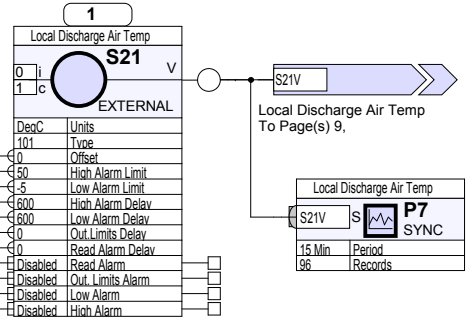 1
Local Discharge Air Temp
S21
V
0 i
1 c
EXTERNAL
DegC Units
101 Type
0 Offset
50 High Alarm Limit
-5 Low Alarm Limit
600 High Alarm Delay
600 Low Alarm Delay
0 Out.Limits Delay
0 Read Alarm Delay
Disabled Read Alarm
Disabled Out. Limits Alarm
Disabled Low Alarm
Disabled High Alarm
S21V
Local Discharge Air Temp
To Page(s) 9,
Local Discharge Air Temp
S21V S P7
SYNC
15 Min Period
96 Records